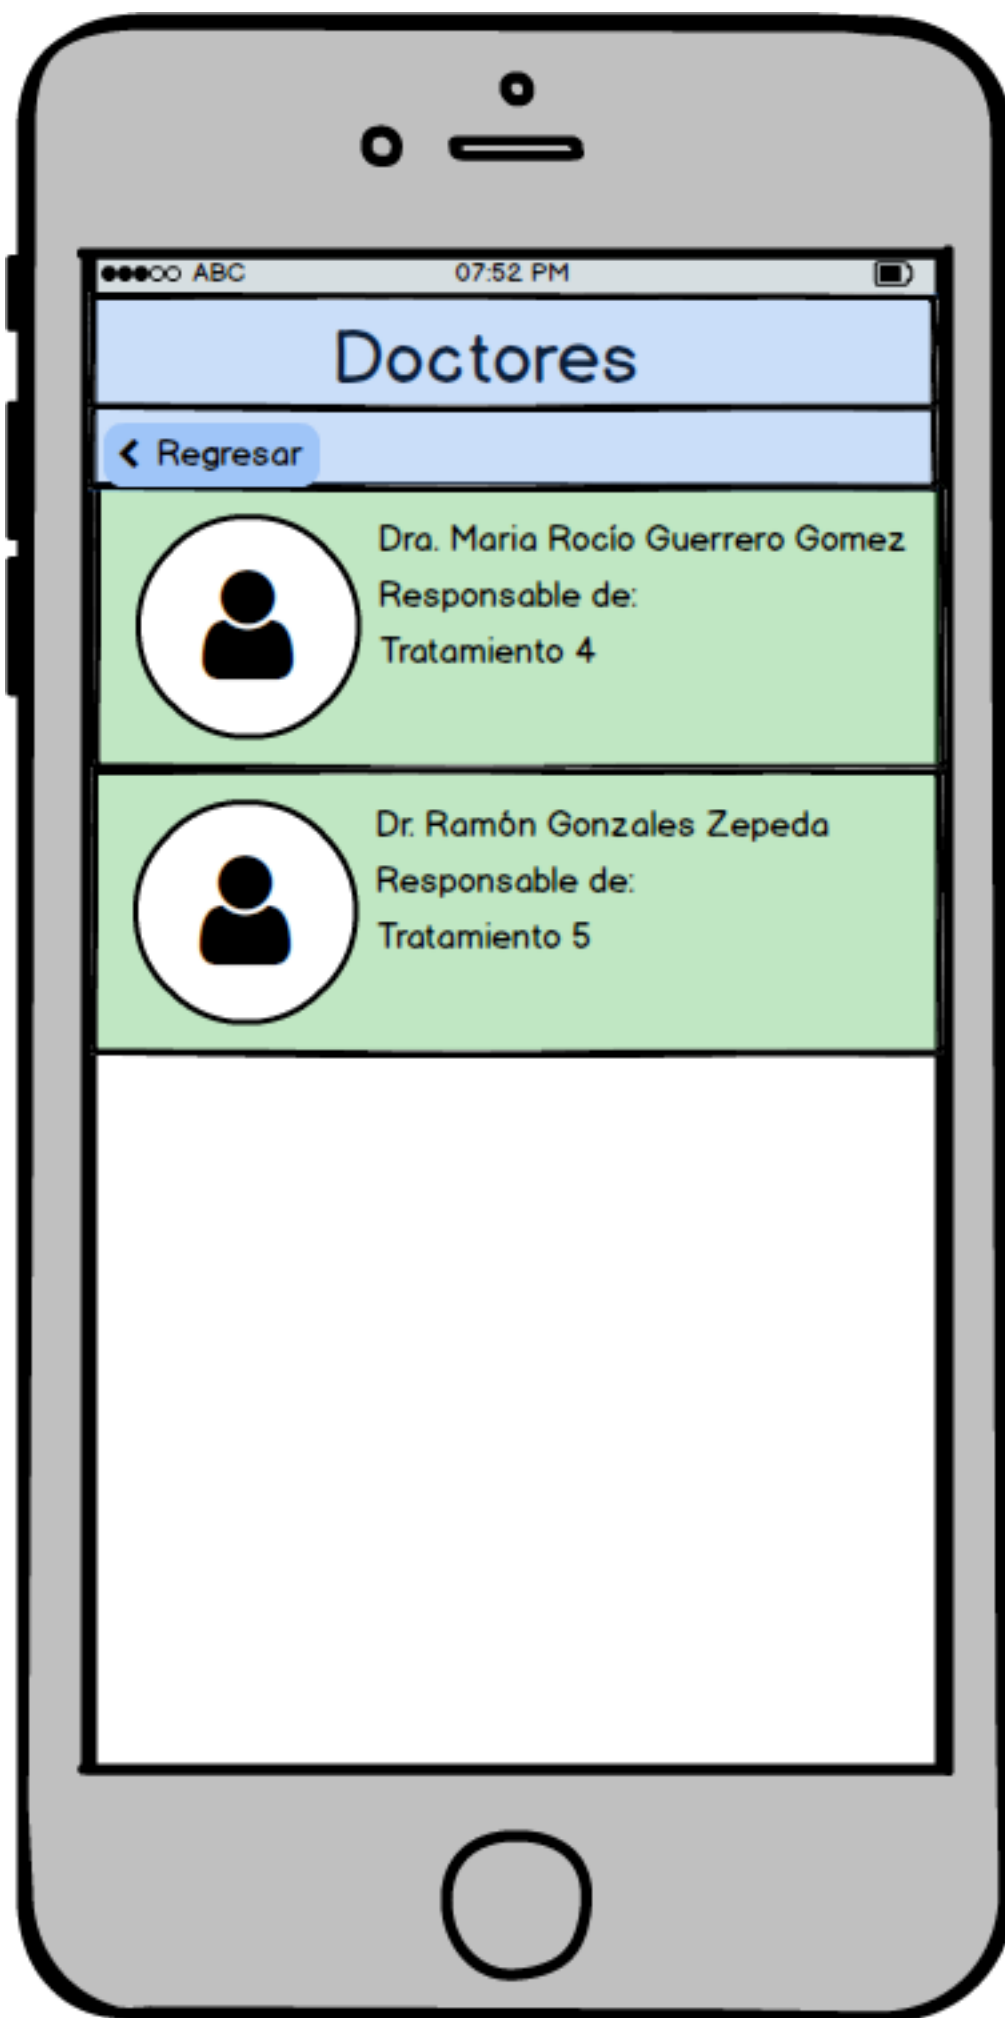 ABC 07:52 PM
Doctores
Regresar
Dra. Maria Rocío Guerrero Gomez
Responsable de:
Tratamiento 4
Dr. Ramón Gonzales Zepeda
Responsable de:
Tratamiento 5